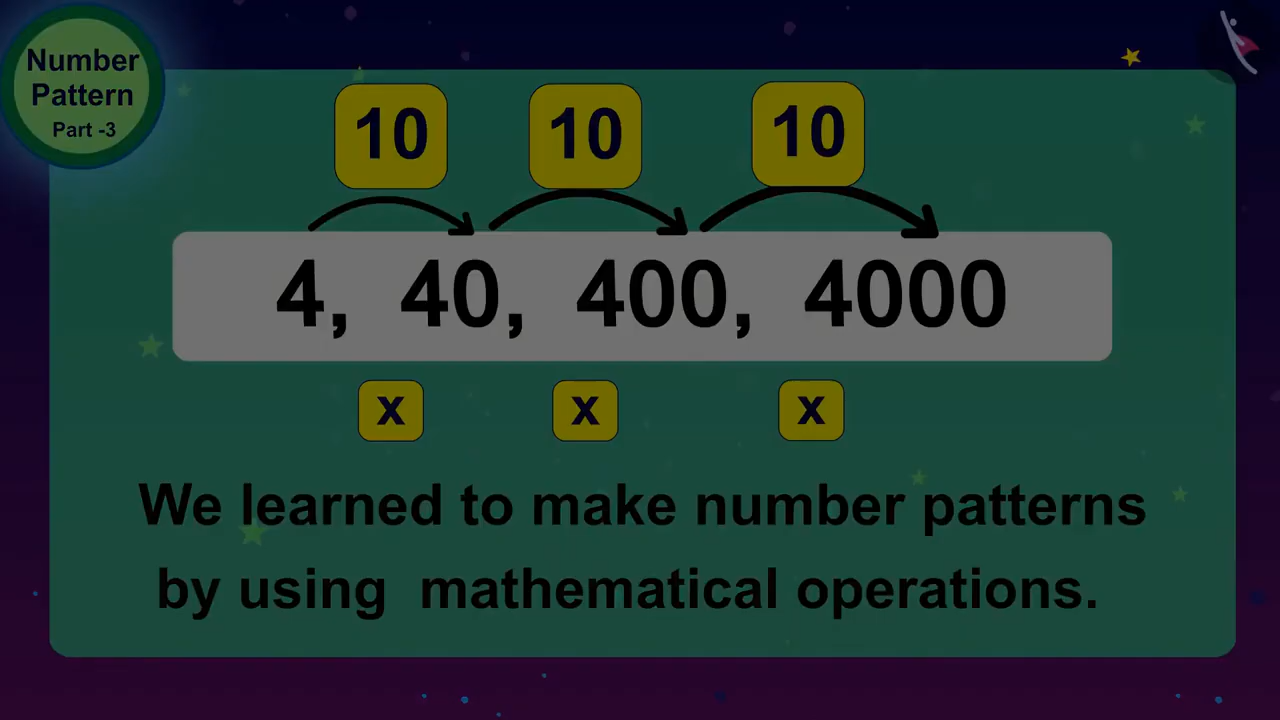 Number
Pattern
Part -3
10 10 10
4, 40, 400, 4000
x x x
We learned to make number patterns
by using mathematical operations.